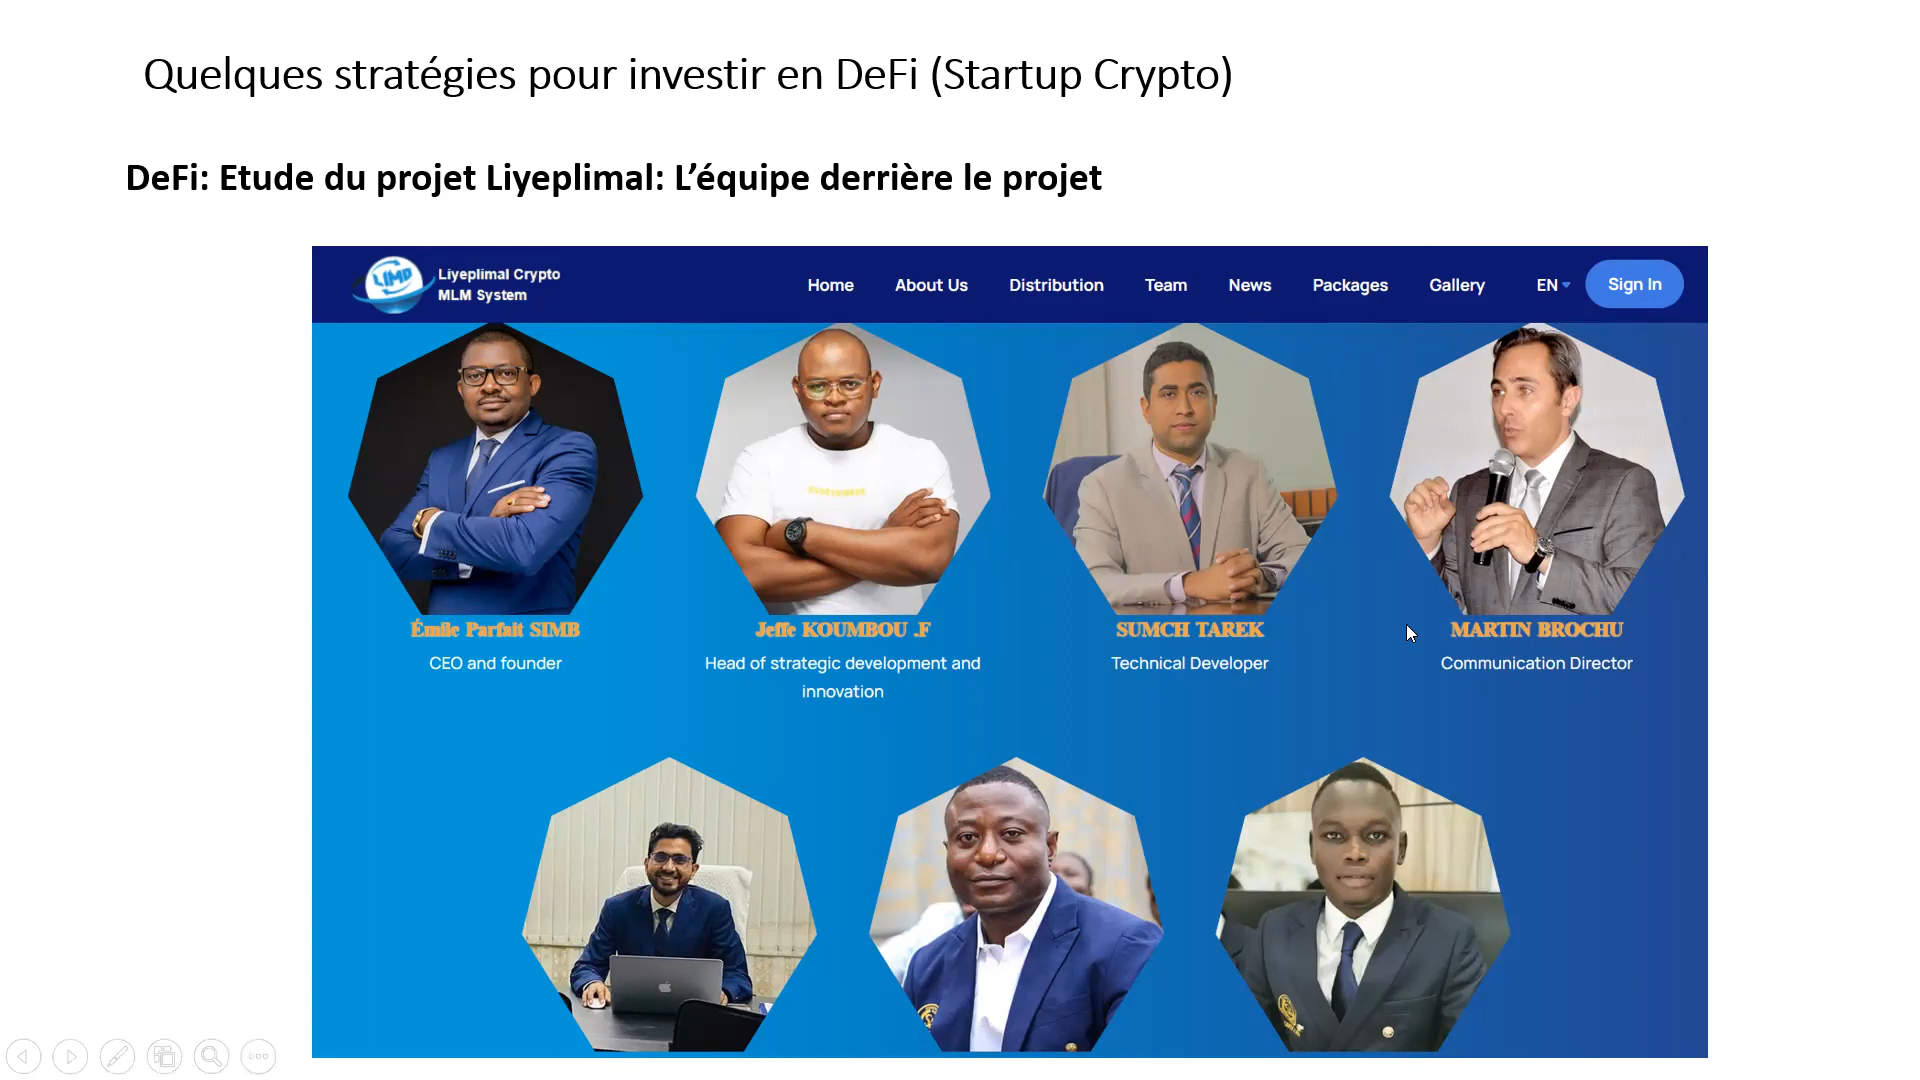 Quelques stratégies pour investir en DeFi (Startup Crypto)
DeFi: Etude du projet Liyeplimal: L’équipe derrière le projet
LIMO
Liyeplimal Crypto
MLM System
Home About Us Distribution Team News Packages Gallery EN Sign In
Émile Parfait SIMB
CEO and founder
Jeffe KOUMBOU .F
Head of strategic development and
innovation
SUMCH TAREK
Technical Developer
MARTIN BROCHU
Communication Director